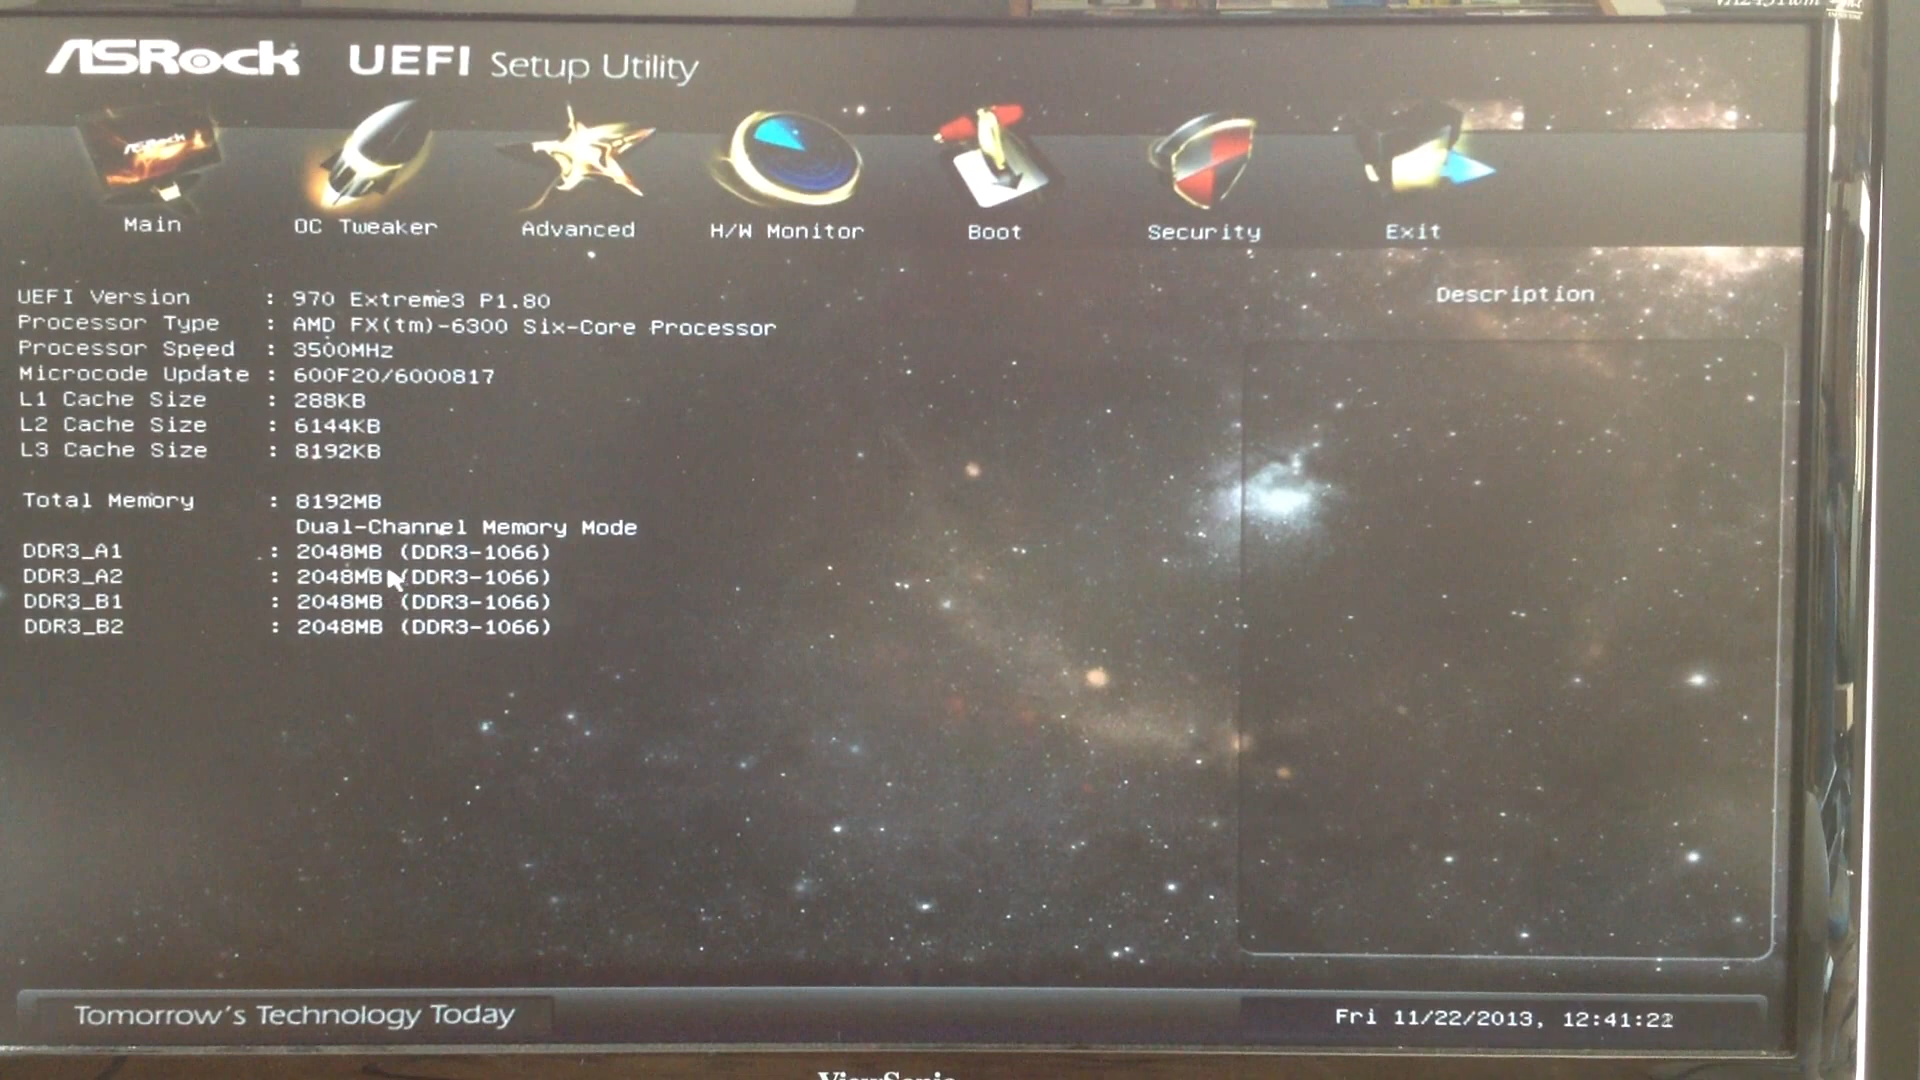 ASRock UEFI Setup Utility
ASRock
Main OC Tweaker Advanced H/W Monitor Boot Security Exit
UEFI Version : 970 Extreme3 P1.80
Processor Type : AMD FX(tm)-6300 Six-Core Processor
Processor Speed : 3500MHz
Microcode Update : 600F20/6000817
L1 Cache Size : 288KB
L2 Cache Size : 6144KB
L3 Cache Size : 8192KB
Total Memory : 8192MB
Dual-Channel Memory Mode
DDR3_A1 : 2048MB (DDR3-1066)
DDR3_A2 : 2048MB (DDR3-1066)
DDR3_B1 : 2048MB (DDR3-1066)
DDR3_B2 : 2048MB (DDR3-1066)
Description
Tomorrow's Technology Today
Fri 11/22/2013, 12:41:22
ViewSonic